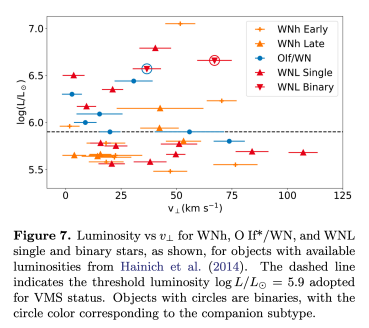 7.0
6.5
6.0
5.5
log(L/L⊙)
0
25
50
75
100
125
v⊥(km s⁻¹)
WNh Early
WNh Late
OIf/WN
WNL Single
WNL Binary
Figure 7. Luminosity vs v⊥ for WNh, O If*/WN, and WNL
single and binary stars, as shown, for objects with available
luminosities from Hainich et al. (2014). The dashed line
indicates the threshold luminosity log L/L⊙ = 5.9 adopted
for VMS status. Objects with circles are binaries, with the
circle color corresponding to the companion subtype.